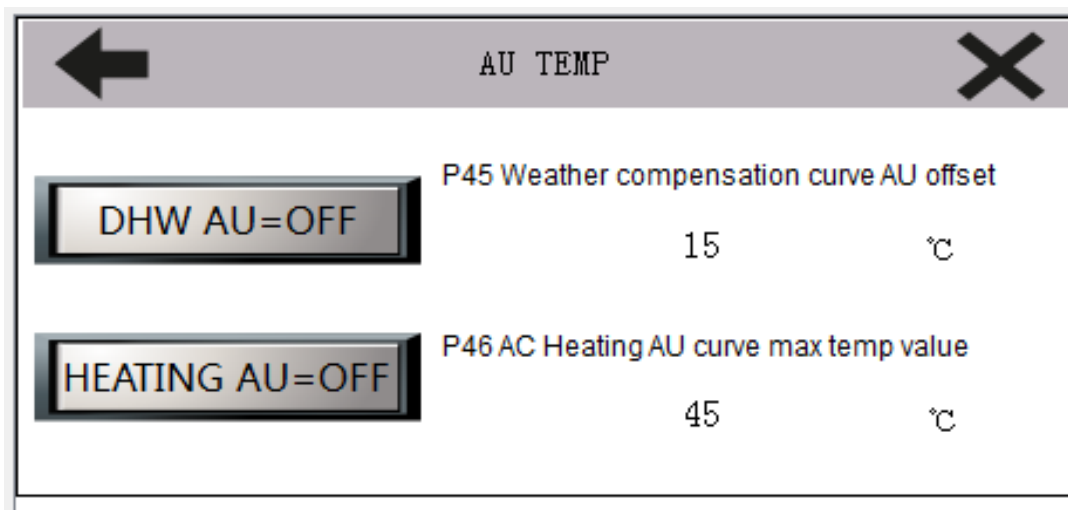 AU TEMP
DHW AU=OFF
P45 Weather compensation curve AU offset
15 ℃
HEATING AU=OFF
P46 AC Heating AU curve max temp value
45 ℃